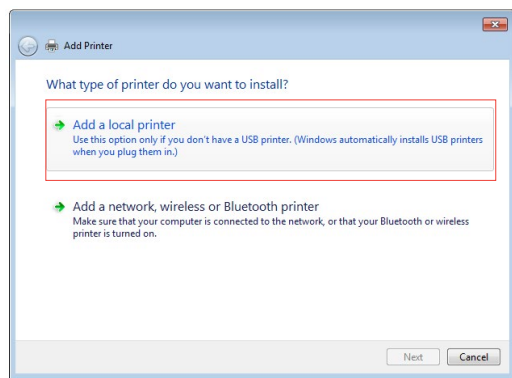 Add Printer
What type of printer do you want to install?
Add a local printer
Use this option only if you don't have a USB printer. (Windows automatically installs USB printers
when you plug them in.)
Add a network, wireless or Bluetooth printer
Make sure that your computer is connected to the network, or that your Bluetooth or wireless
printer is turned on.
Next
Cancel